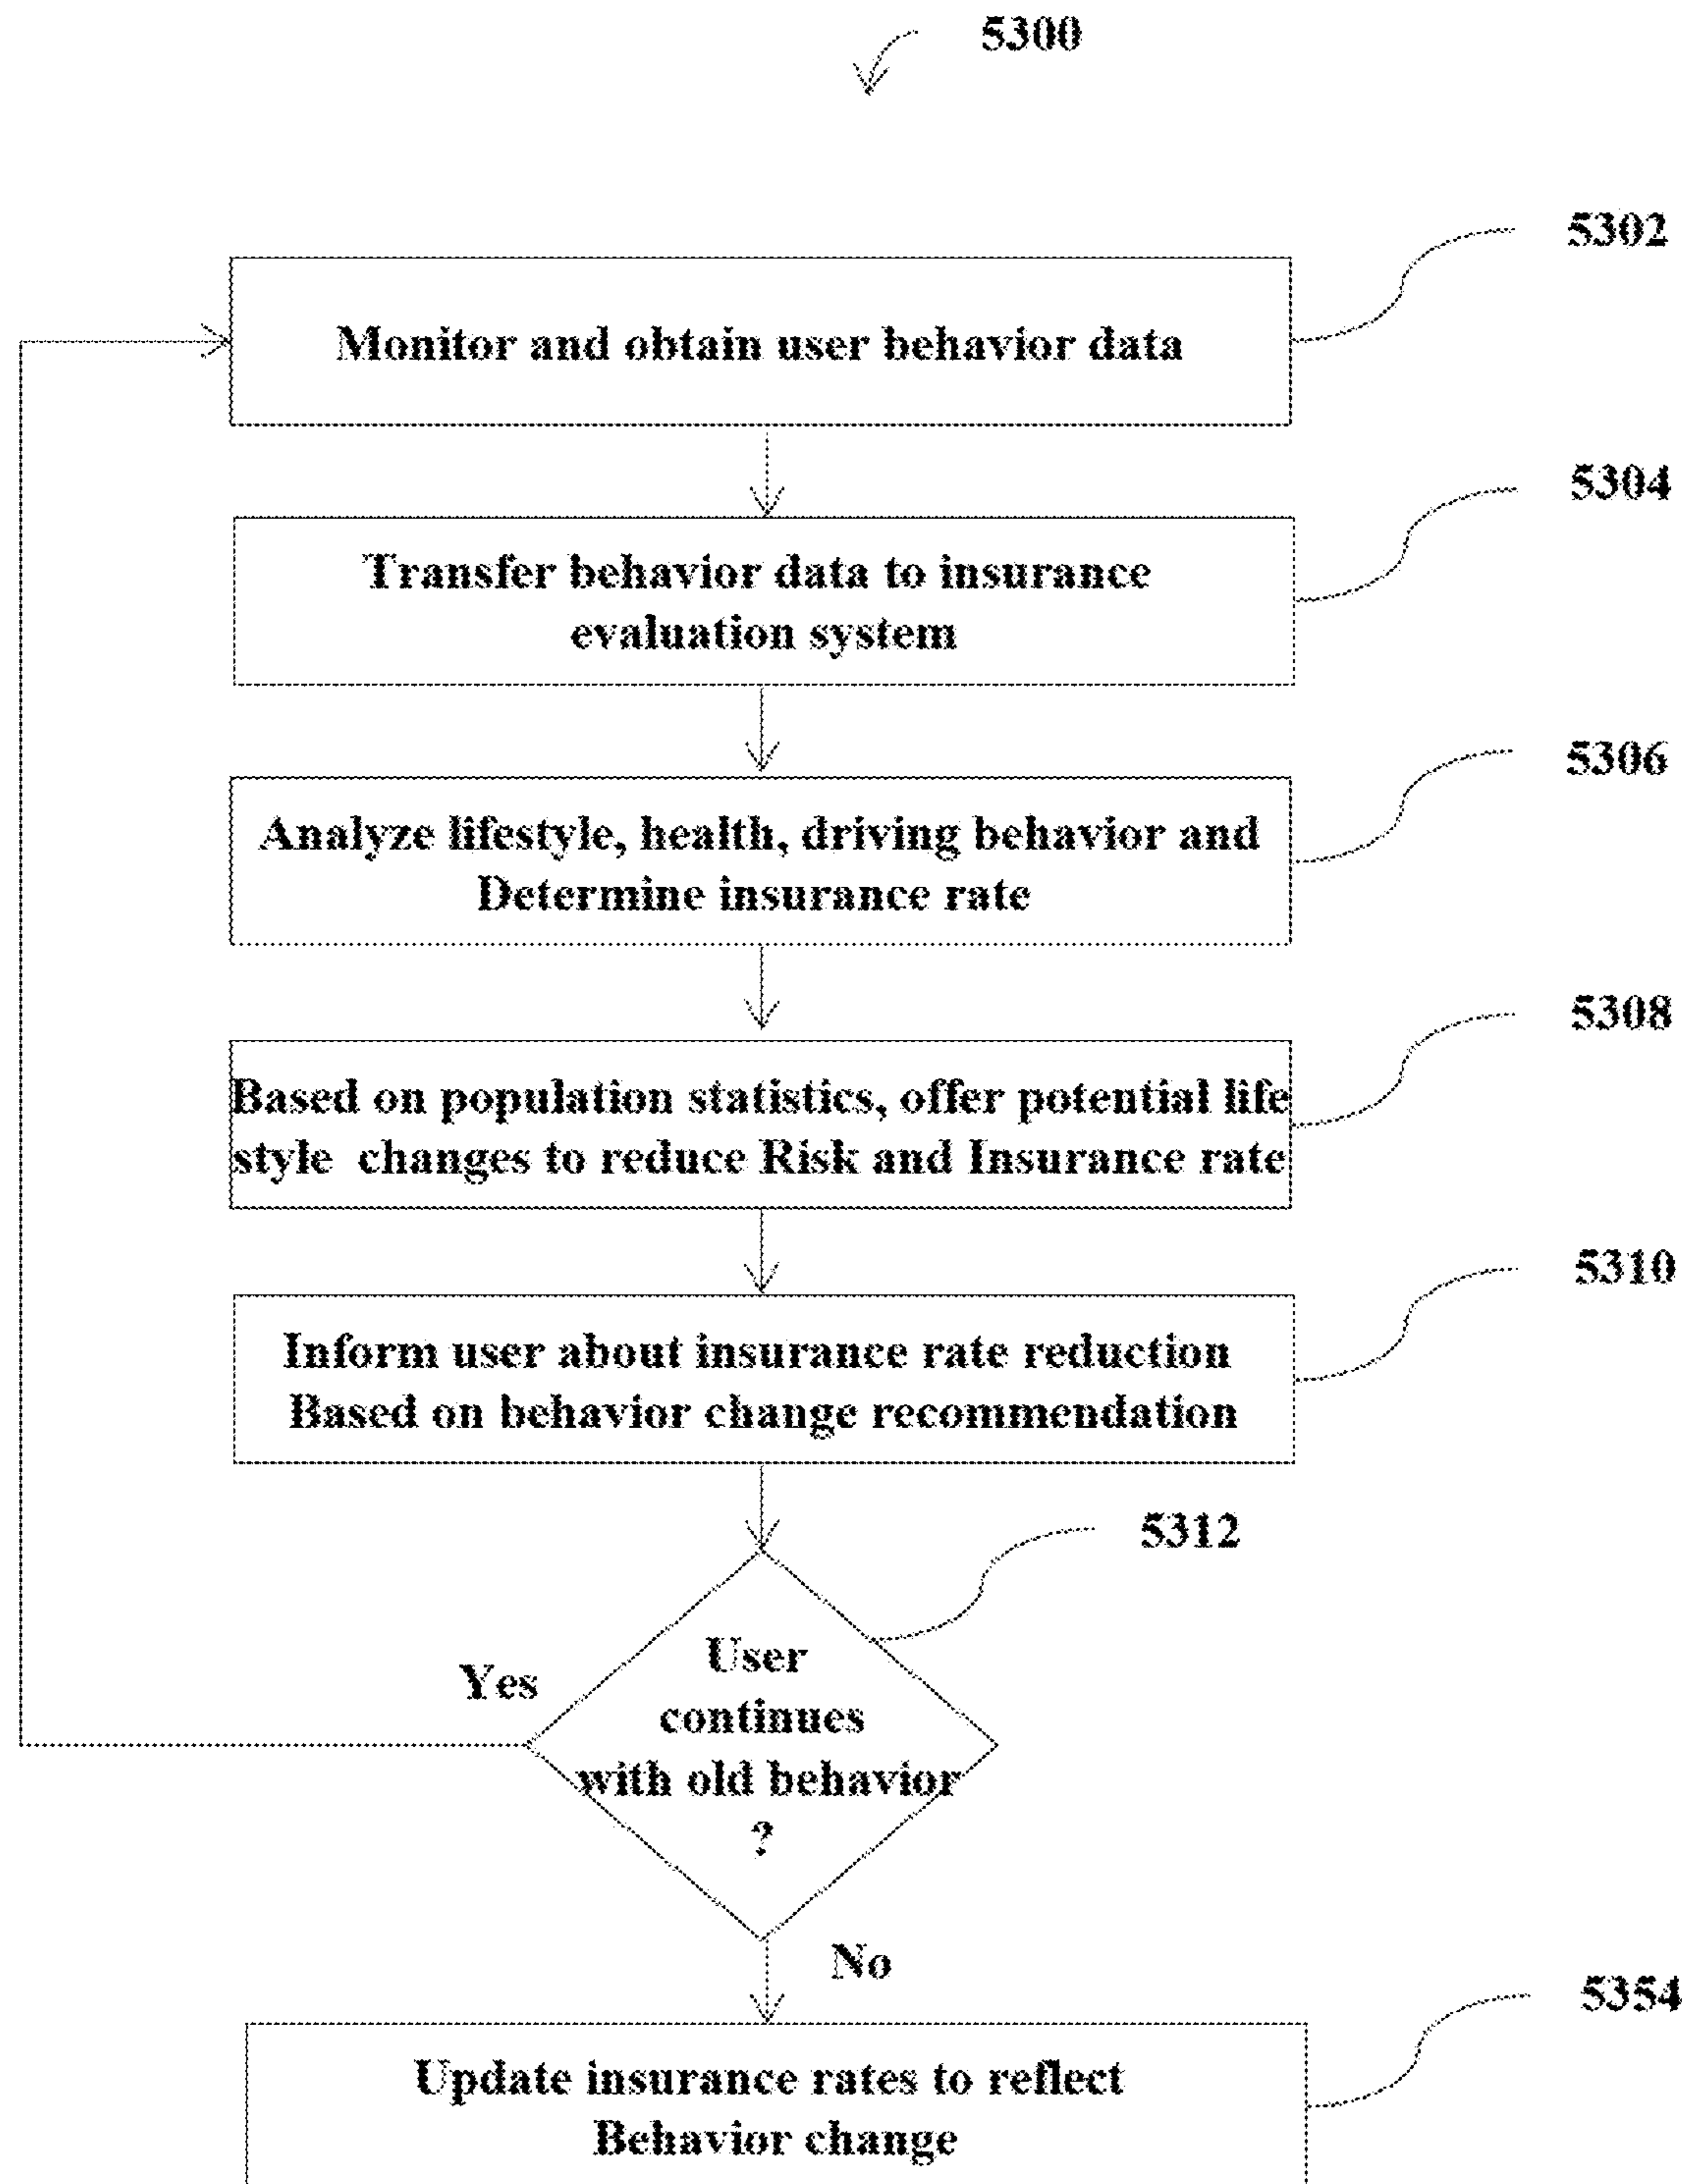 5300
5302
Monitor and obtain user behavior data
5304
Transfer behavior data to insurance
evaluation system
5306
Analyze lifestyle, health, driving behavior and
Determine insurance rate
5308
Based on population statistics, offer potential life
style changes to reduce Risk and Insurance rate
5310
Inform user about insurance rate reduction
Based on behavior change recommendation
5312
Yes
User
continues
with old behavior
?
No
5354
Update insurance rates to reflect
Behavior change